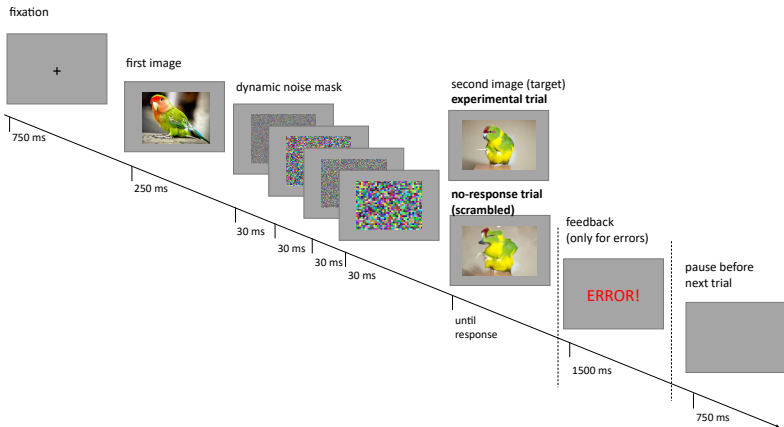 fixation
+
first image
dynamic noise mask
second image (target)
experimental trial
no-response trial
(scrambled)
feedback
(only for errors)
ERROR!
pause before
next trial
750 ms
250 ms
30 ms
30 ms
30 ms
30 ms
until
response
1500 ms
750 ms